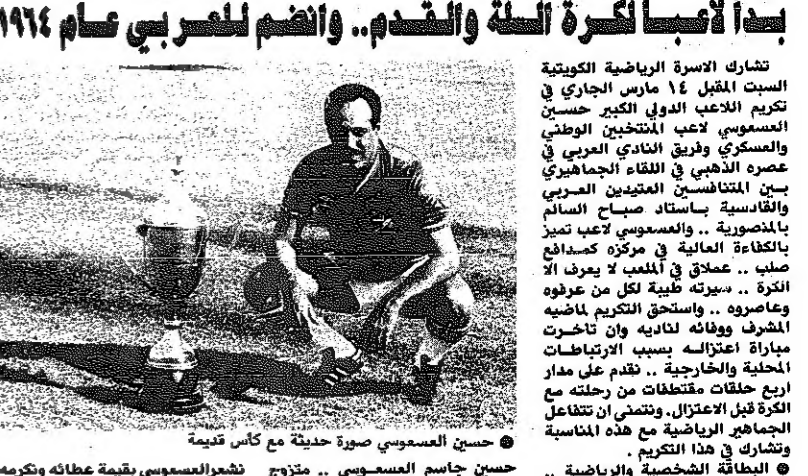 بدأ لاعبا لكرة السلة والقدم.. وانضم للعربي عام ١٩٦٤
تشارك الاسرة الرياضية الكويتية
السبت المقبل ١٤ مارس الجاري في
تكريم اللاعب الدولي الكبير حسين
العسعوسي لاعب المنتخبين الوطني
والعسكري وفريق النادي العربي في
عصره الذهبي في اللقاء الجماهيري
بين المتنافسين العتيدين العربي
والقادسية باستاد صباح السالم
بالمنصورية .. والعسعوسي لاعب تميز
بالكفاءة العالية في مركزه كمدافع
صلب .. عملاق في الملعب لا يعرف الا
الكرة .. سيرته طيبة لكل من عرفوه
وعاصروه .. واستحق التكريم لماضيه
المشرف ووفائه لناديه وان تاخرت
مباراة اعتزاله بسبب الارتباطات
المحلية والخارجية .. نقدم على مدار
اربع حلقات مقتطفات من رحلته مع
الكرة قبل الاعتزال. ونتمنى ان تتفاعل
الجماهير الرياضية مع هذه المناسبة
وتشارك في هذا التكريم .
● البطاقة الشخصية والرياضية ..
● حسين العسعوسي صورة حديثة مع كأس قديمة
حسين جاسم العسعوسي .. متزوج
نشعر العسعوسي بقيمة عطائه ونكرمه